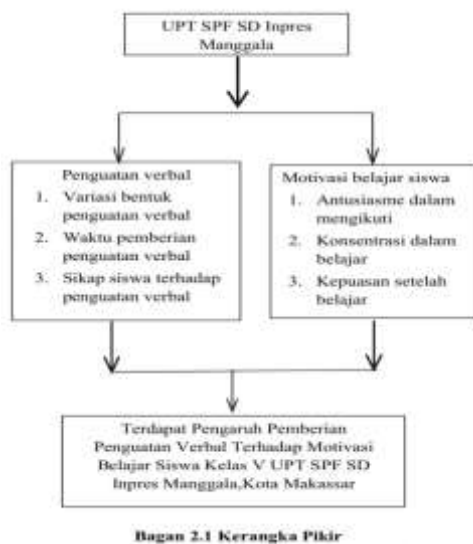 UPT SPF SD Inpres
Manggala
Penguatan verbal
1. Variasi bentuk
penguatan verbal
2. Waktu pemberian
penguatan verbal
3. Sikap siswa terhadap
penguatan verbal
Motivasi belajar siswa
1. Antusiasme dalam
mengikuti
2. Konsentrasi dalam
belajar
3. Kepuasan setelah
belajar
Terdapat Pengaruh Pemberian
Penguatan Verbal Terhadap Motivasi
Belajar Siswa Kelas V UPT SPF SD
Inpres Manggala,Kota Makassar
Bagan 2.1 Kerangka Pikir